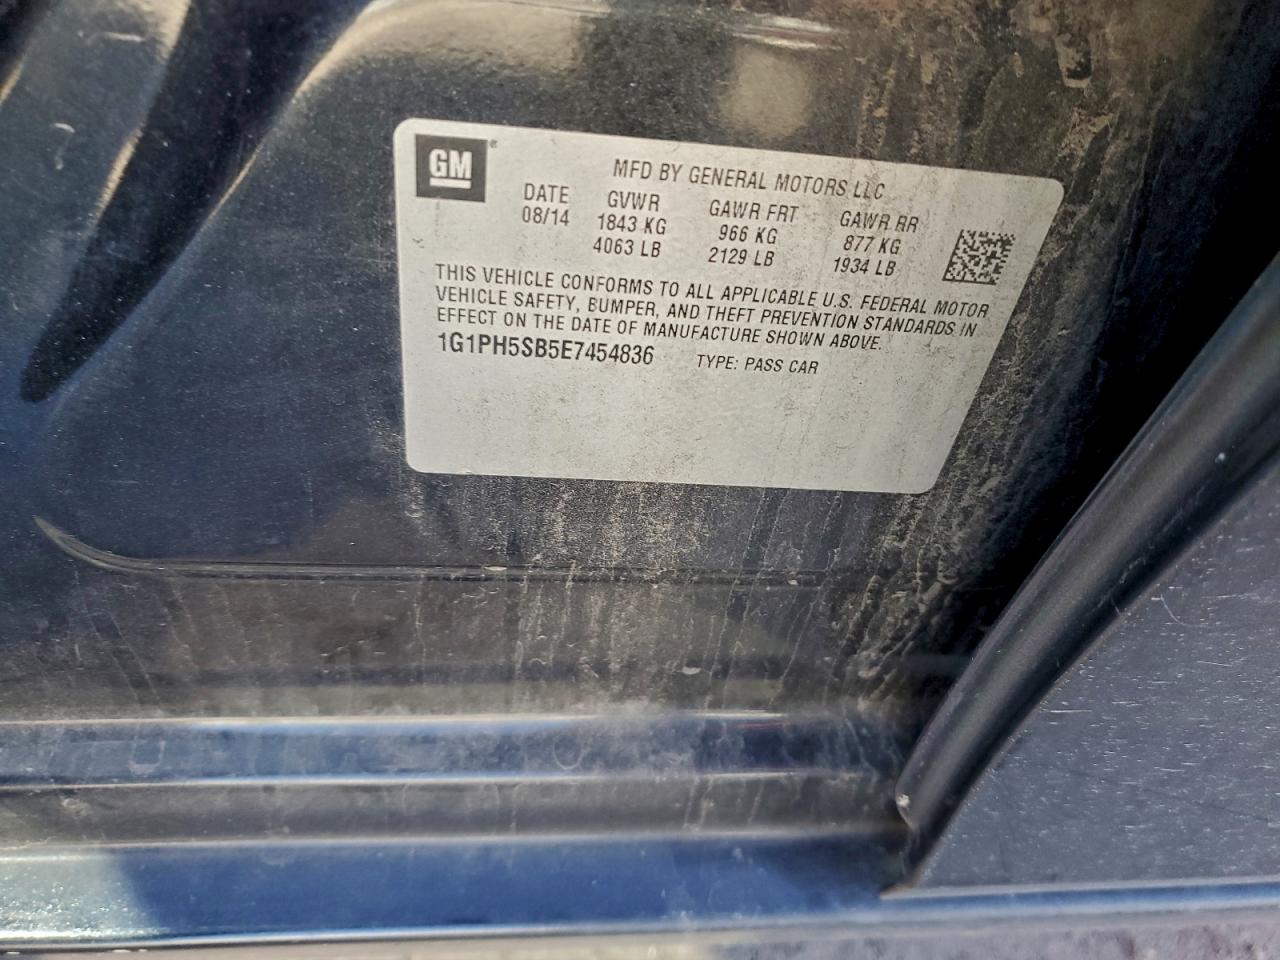 GM
MFD BY GENERAL MOTORS LLC
DATE GVWR GAWR FRT GAWR RR
08/14 1843 KG 966 KG 877 KG
4063 LB 2129 LB 1934 LB
THIS VEHICLE CONFORMS TO ALL APPLICABLE U.S. FEDERAL MOTOR
VEHICLE SAFETY, BUMPER, AND THEFT PREVENTION STANDARDS IN
EFFECT ON THE DATE OF MANUFACTURE SHOWN ABOVE.
1G1PH5SB5E7454836 TYPE: PASS CAR